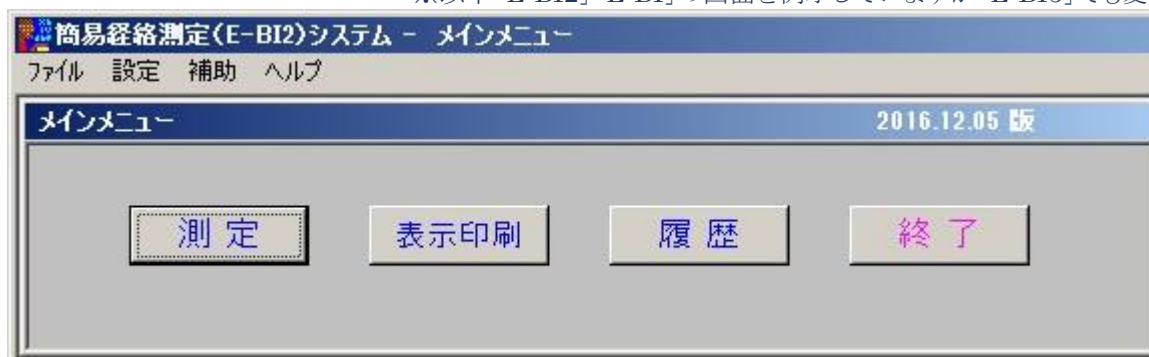 簡易経絡測定(E-BI2)システム - メインメニュー
ファイル 設定 補助 ヘルプ
メインメニュー 2016.12.05 版
測 定 表示印刷 履 歴 終 了